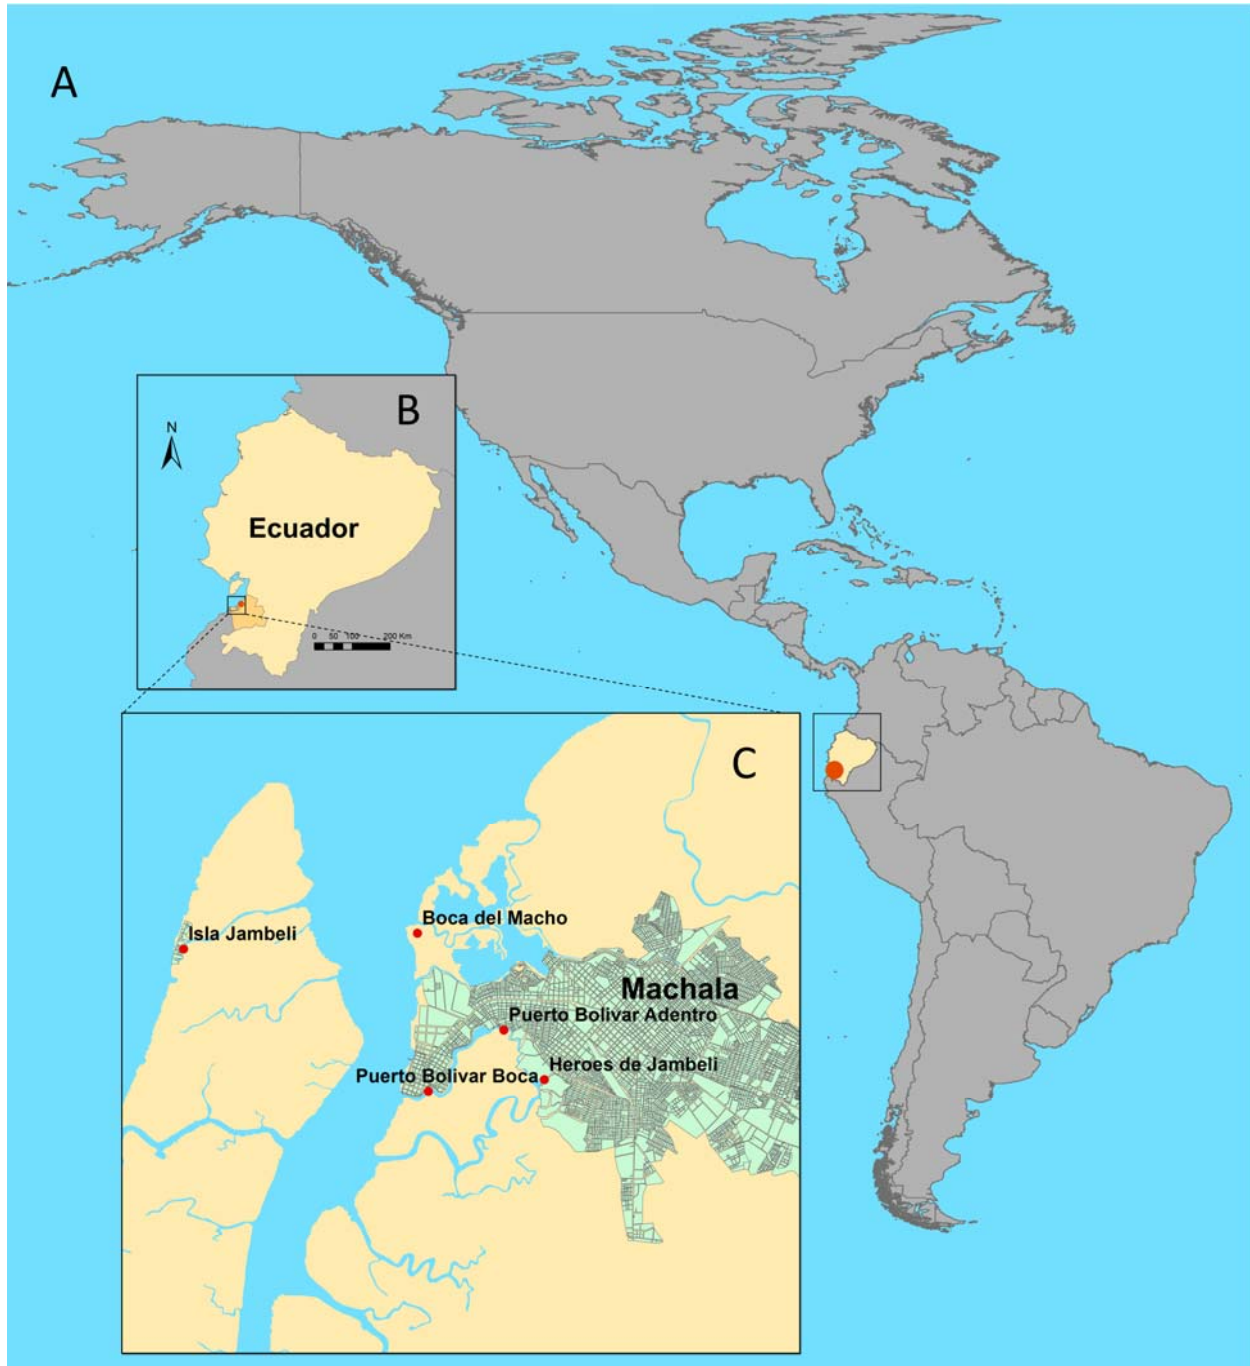 A
B
N
Ecuador
0 50 100 200 Km
C
Boca del Macho
Isla Jambeli
Machala
Puerto Bolivar Adentro
Heroes de Jambeli
Puerto Bolivar Boca